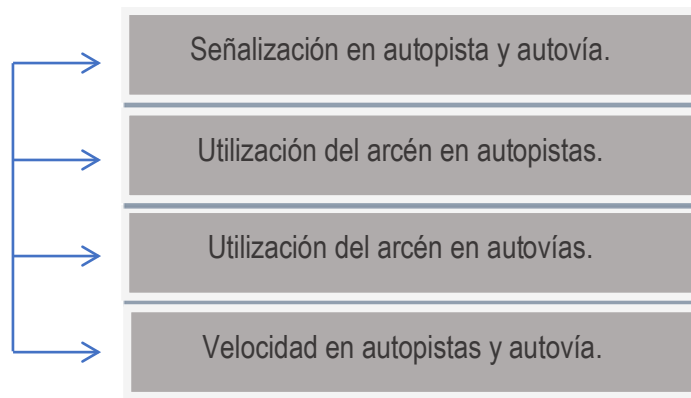 Señalización en autopista y autovía.
Utilización del arcén en autopistas.
Utilización del arcén en autovías.
Velocidad en autopistas y autovía.